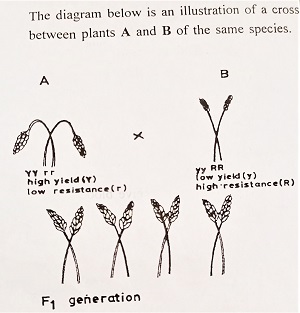 The diagram below is an illustration of a cross
between plants A and B of the same species.
A
B
x
YY rr
high yield (Y)
low resistance (r)
yy RR
low yield (y)
high resistance (R)
F1 generation